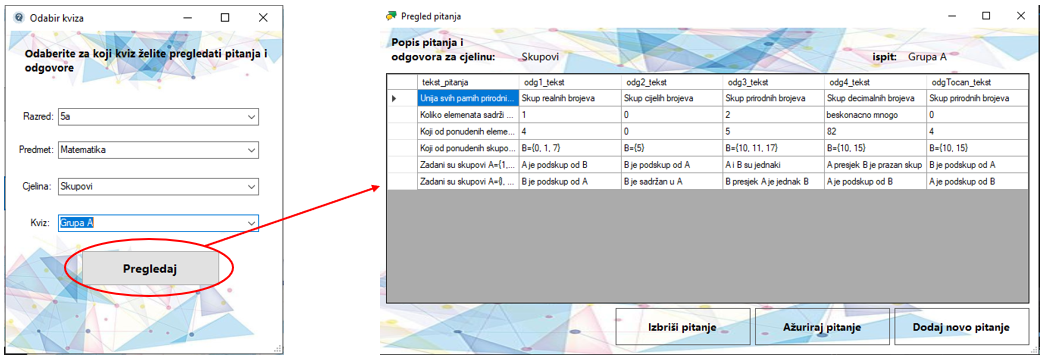 Odabir kviza
Odaberite za koji kviz želite pregledati pitanja i
odgovore
Razred: 5a
Predmet: Matematika
Cjelina: Skupovi
Kviz: Grupa A
Pregledaj
Pregled pitanja
Popis pitanja i
odgovora za cjelinu: Skupovi ispit: Grupa A
tekst_pitanja odg1_tekst odg2_tekst odg3_tekst odg4_tekst odgTocan_tekst
Unija svih parnih prirodni... Skup realnih brojeva Skup cijelih brojeva Skup prirodnih brojeva Skup decimalnih brojeva Skup prirodnih brojeva
Koliko elemenata sadrži ... 1 0 2 beskonacno mnogo 0
Koji od ponudenih eleme... 4 0 5 82 4
Koji od ponudenih skupo... B={0, 1, 7} B={5} B={10, 11, 17} B={10, 15} B={10, 15}
Zadani su skupovi A={1,... A je podskup od B B je podskup od A A i B su jednaki A presjek B je prazan skup A je podskup od B
Zadani su skupovi A={}, ... B je podskup od A B je sadržan u A B presjek A je jednak B A je podskup od B A je podskup od B
Izbriši pitanje Ažuriraj pitanje Dodaj novo pitanje